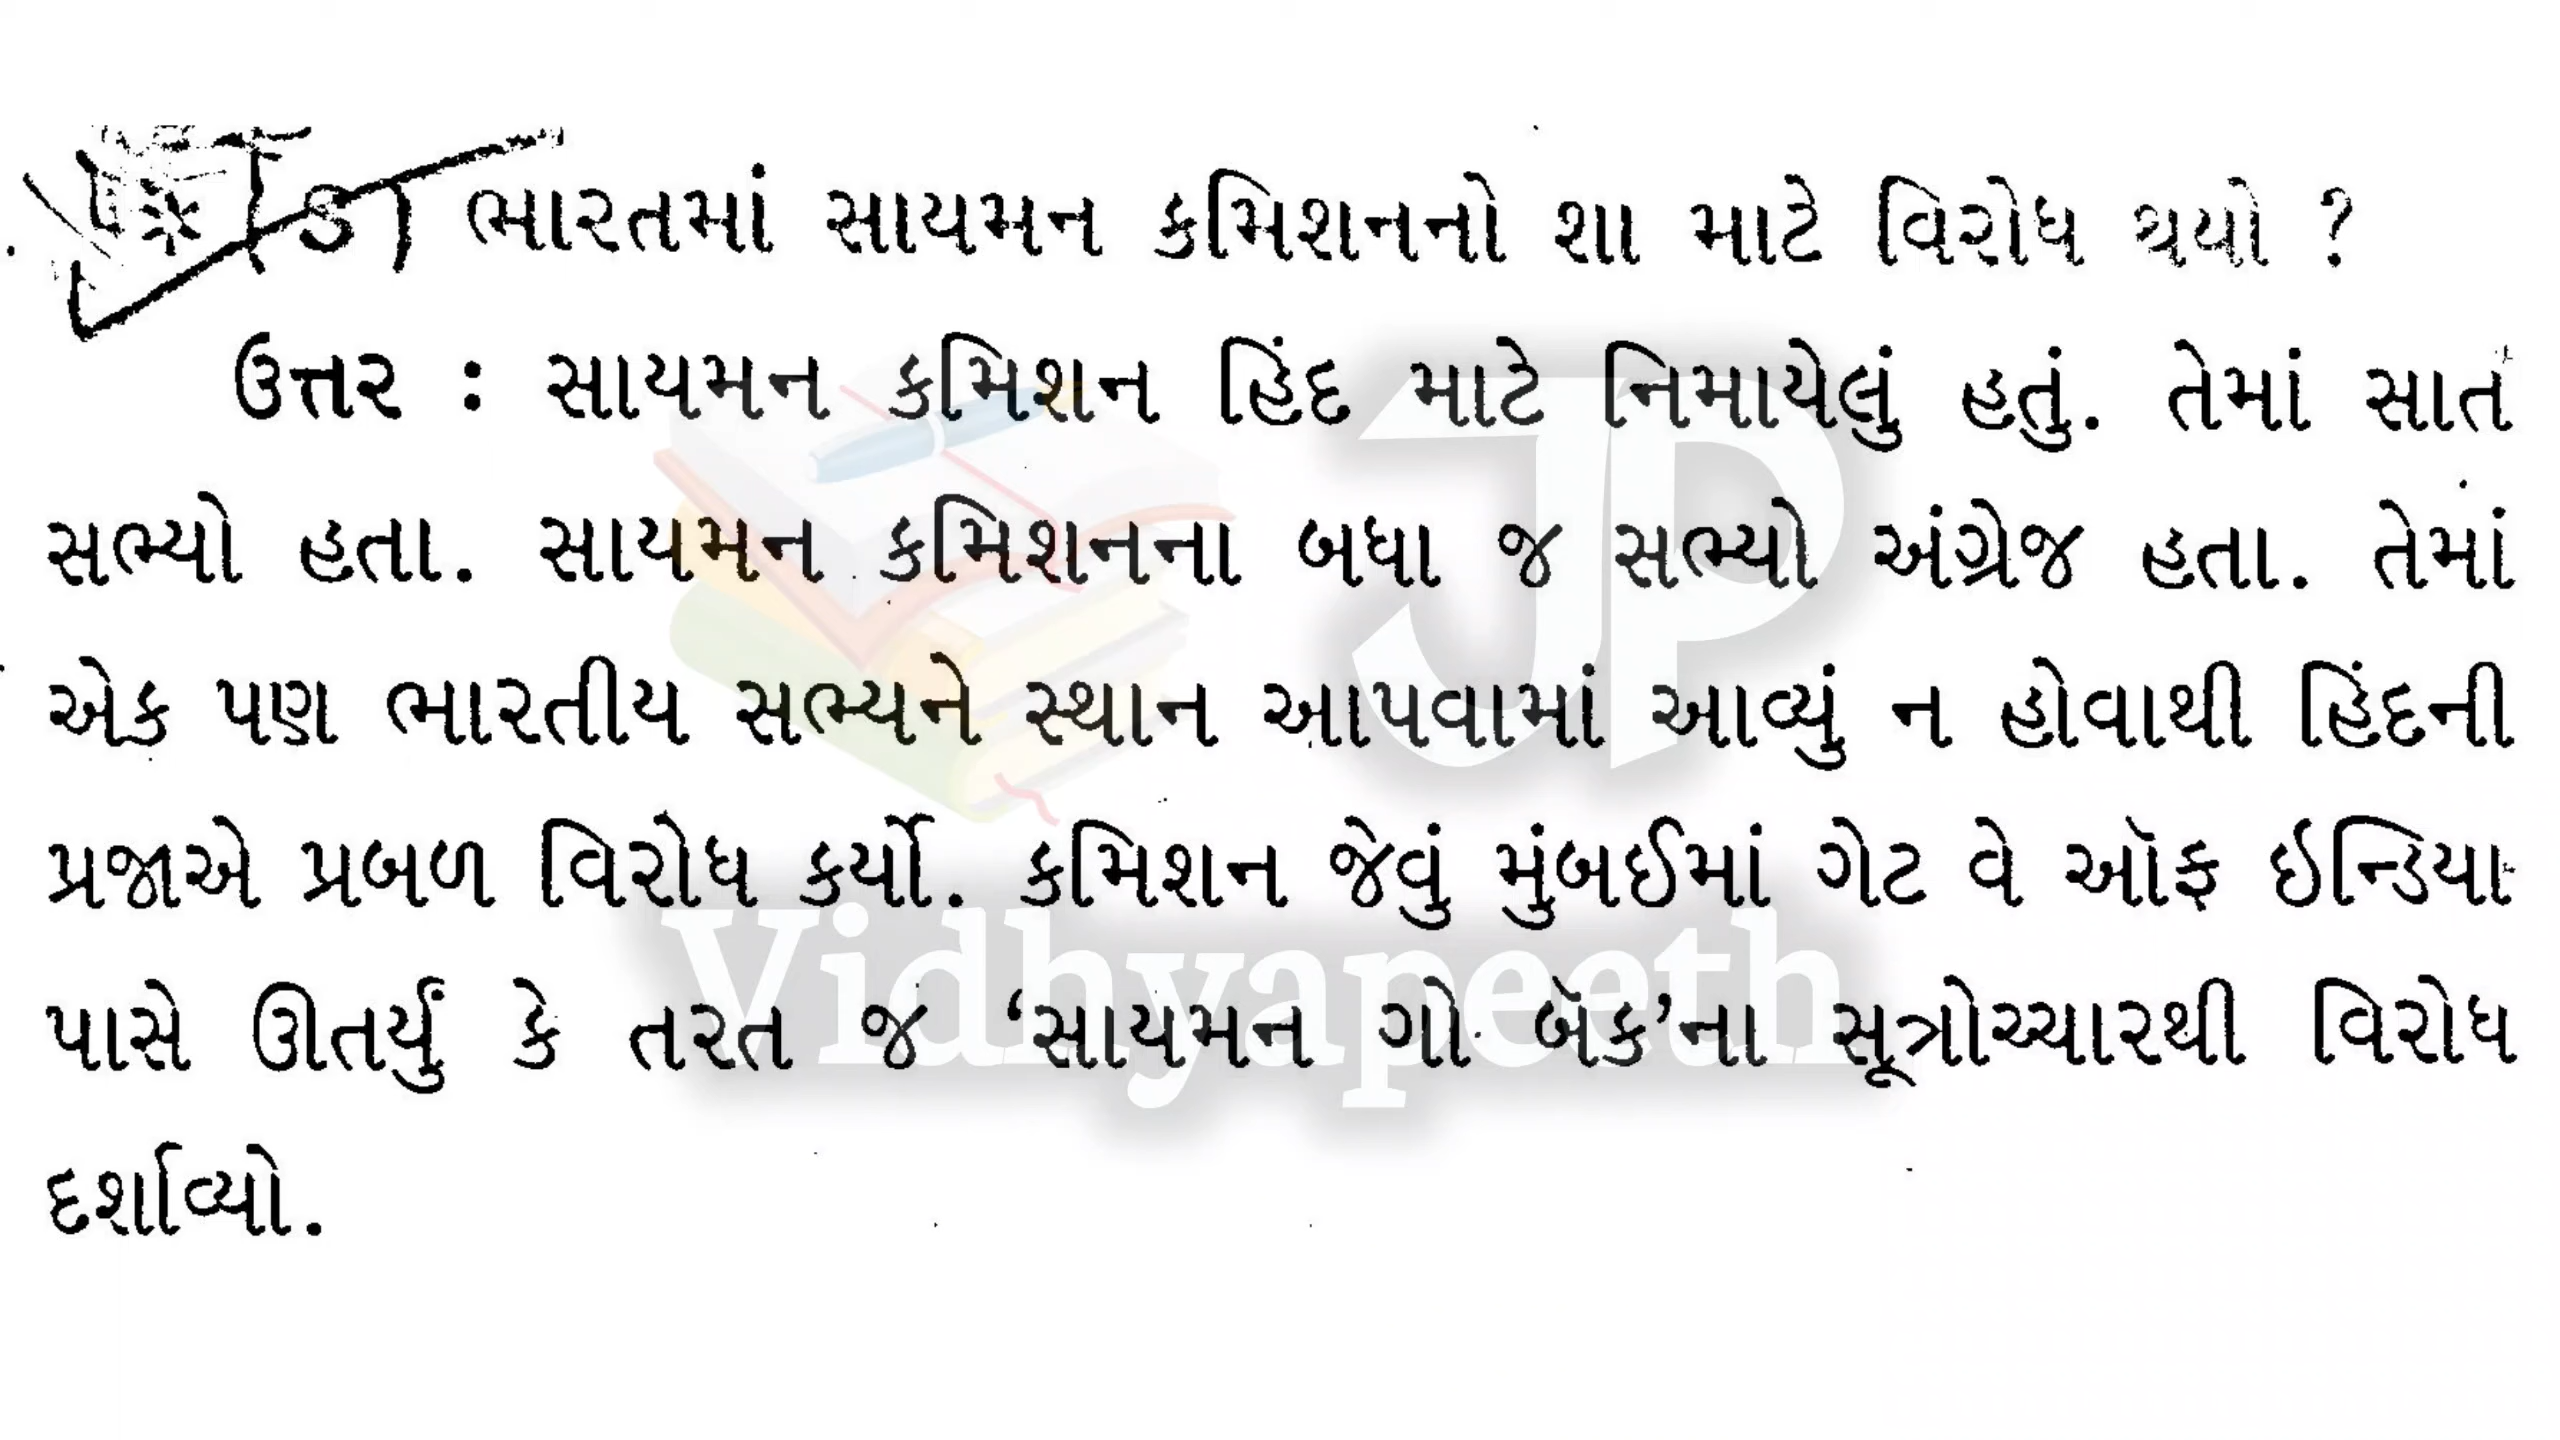 * (ડ) ભારતમાં સાયમન કમિશનનો શા માટે વિરોધ થયો ?
ઉત્તર : સાયમન કમિશન હિંદ માટે નિમાયેલું હતું. તેમાં સાત
સભ્યો હતા. સાયમન કમિશનના બધા જ સભ્યો અંગ્રેજ હતા. તેમાં
એક પણ ભારતીય સભ્યને સ્થાન આપવામાં આવ્યું ન હોવાથી હિંદની
પ્રજાએ પ્રબળ વિરોધ કર્યો. કમિશન જેવું મુંબઈમાં ગેટ વે ઑફ ઇન્ડિયા
પાસે ઊતર્યું કે તરત જ ‘સાયમન ગો બૅક’ના સૂત્રોચ્ચારથી વિરોધ
દર્શાવ્યો.
JP
Vidhyapeeth